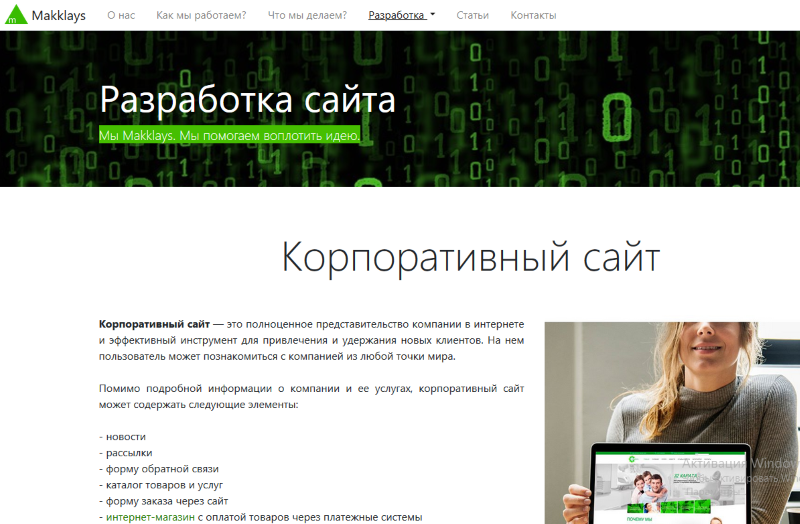 m Makklays О нас Как мы работаем? Что мы делаем? Разработка Статьи Контакты
Разработка сайта
Мы Makklays. Мы помогаем воплотить идею.
Корпоративный сайт
Корпоративный сайт — это полноценное представительство компании в интернете
и эффективный инструмент для привлечения и удержания новых клиентов. На нем
пользователь может познакомиться с компанией из любой точки мира.
Помимо подробной информации о компании и ее услугах, корпоративный сайт
может содержать следующие элементы:
- новости
- рассылки
- форму обратной связи
- каталог товаров и услуг
- форму заказа через сайт
- интернет-магазин с оплатой товаров через платежные системы
Активация Window
ПОЧЕМУ МЫ